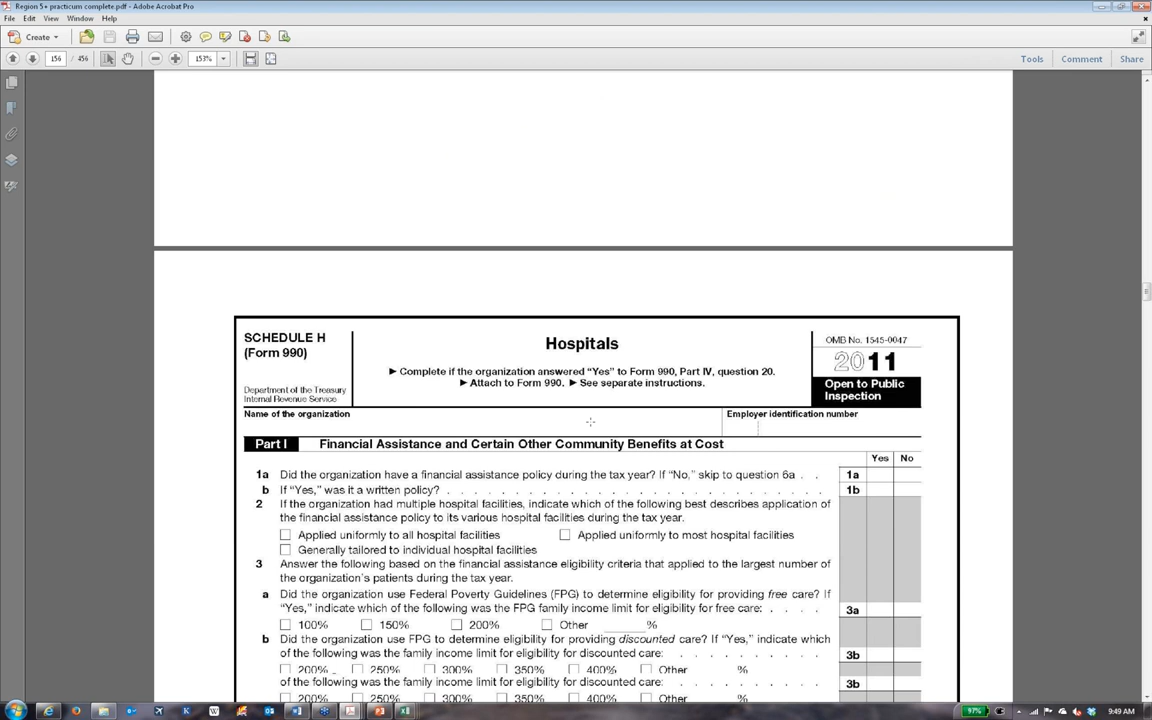 Region 5+ practicum complete.pdf - Adobe Acrobat Pro
File Edit View Window Help
Create
156 / 456 153% Tools Comment Share
SCHEDULE H
(Form 990)
Department of the Treasury
Internal Revenue Service
Hospitals
▶ Complete if the organization answered “Yes” to Form 990, Part IV, question 20.
▶ Attach to Form 990. ▶ See separate instructions.
OMB No. 1545-0047
2011
Open to Public
Inspection
Name of the organization Employer identification number
Part I Financial Assistance and Certain Other Community Benefits at Cost
Yes No
1a Did the organization have a financial assistance policy during the tax year? If “No,” skip to question 6a . . 1a
b If “Yes,” was it a written policy? . . . . . . . . . . . . . . . . . . . . . . . . . . 1b
2 If the organization had multiple hospital facilities, indicate which of the following best describes application of
the financial assistance policy to its various hospital facilities during the tax year.
Applied uniformly to all hospital facilities Applied uniformly to most hospital facilities
Generally tailored to individual hospital facilities
3 Answer the following based on the financial assistance eligibility criteria that applied to the largest number of
the organization's patients during the tax year.
a Did the organization use Federal Poverty Guidelines (FPG) to determine eligibility for providing free care? If
“Yes,” indicate which of the following was the FPG family income limit for eligibility for free care: . . . . 3a
100% 150% 200% Other %
b Did the organization use FPG to determine eligibility for providing discounted care? If “Yes,” indicate which
of the following was the family income limit for eligibility for discounted care: . . . . . . . . . 3b
200% 250% 300% 350% 400% Other %
of the following was the family income limit for eligibility for discounted care: . . . . . . . . . 3b
200% 250% 300% 350% 400% Other %
97% 9:49 AM